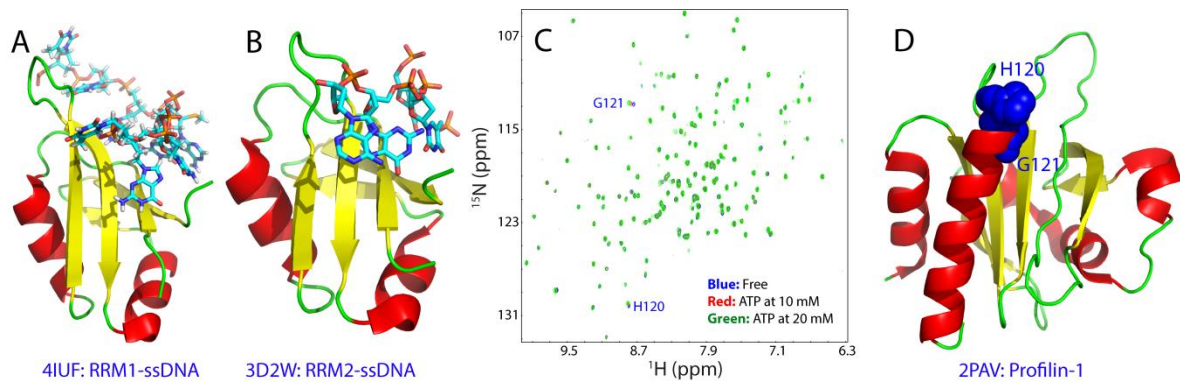 A
B
C
D
107
115
123
131
15N (ppm)
G121
H120
Blue: Free
Red: ATP at 10 mM
Green: ATP at 20 mM
9.5 8.7 7.9 7.1 6.3
1H (ppm)
H120
G121
4IUF: RRM1-ssDNA
3D2W: RRM2-ssDNA
2PAV: Profilin-1